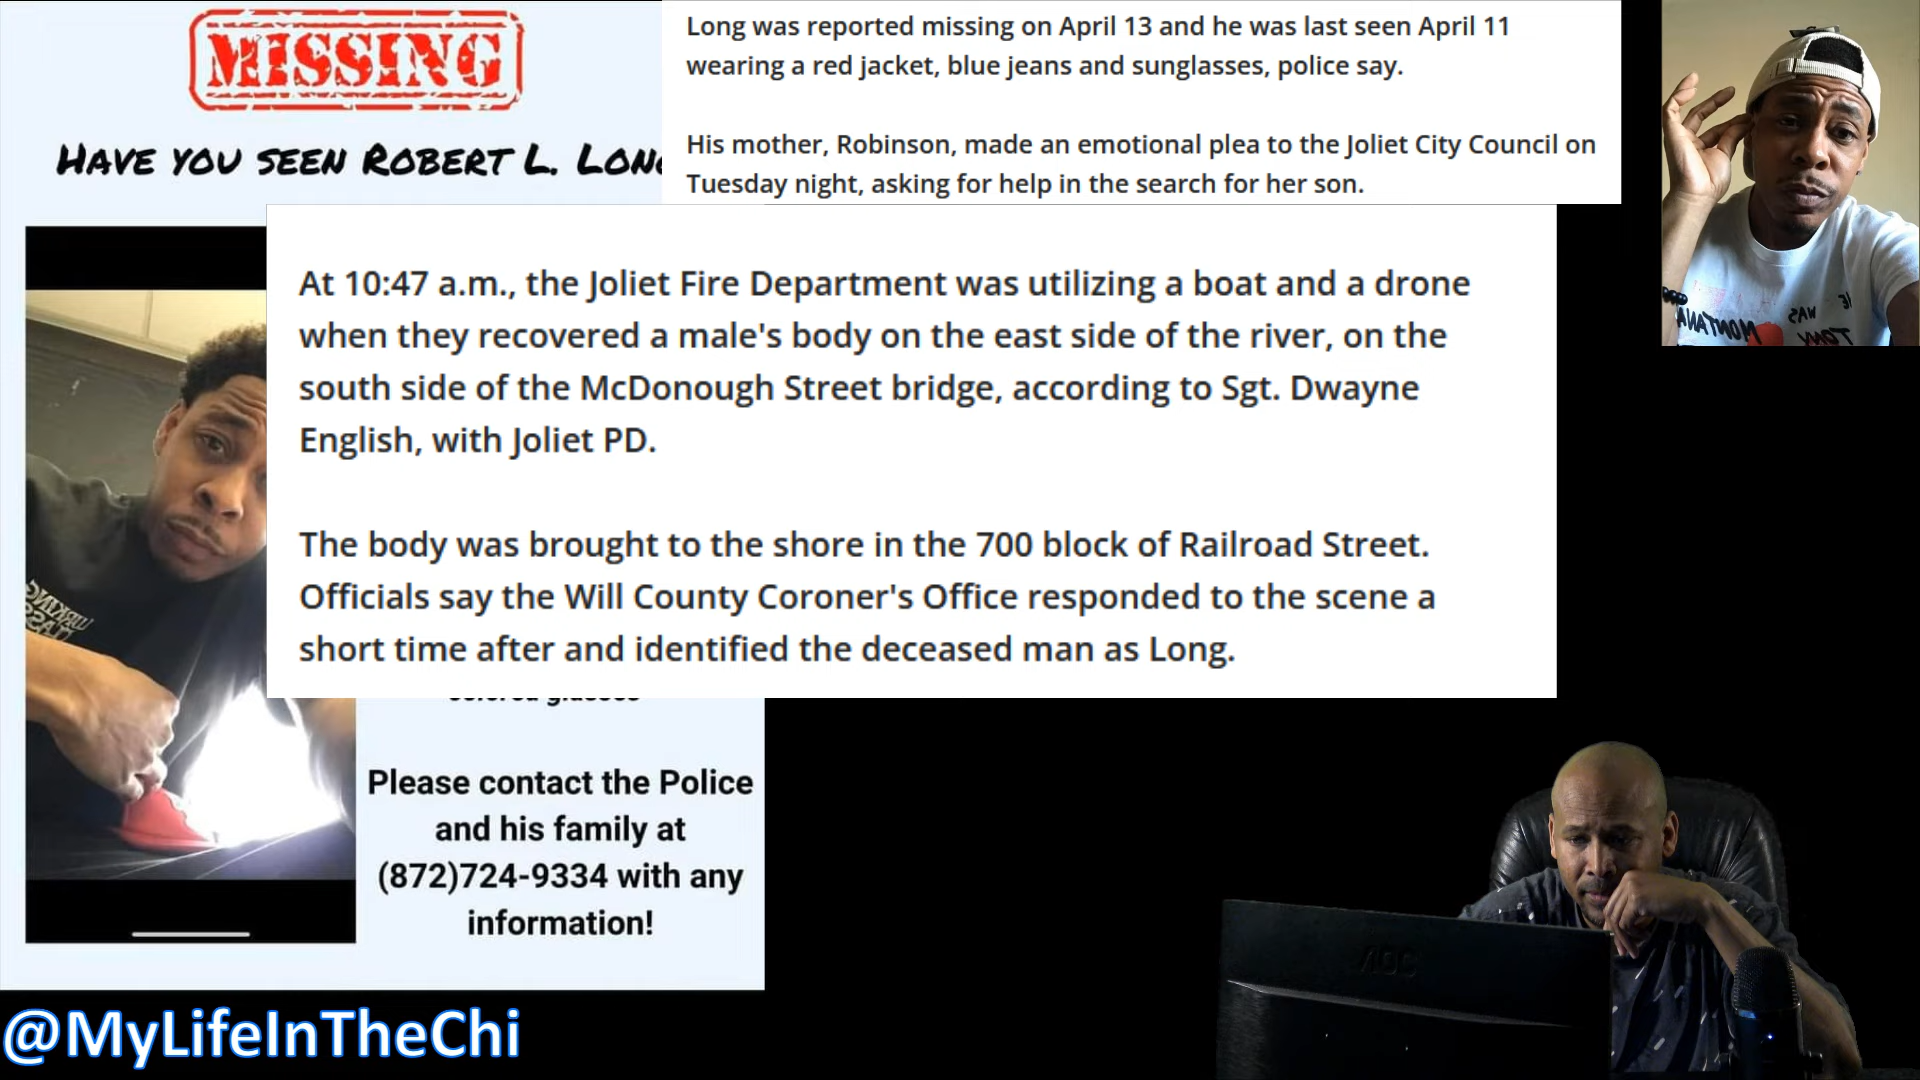 MISSING
HAVE YOU SEEN ROBERT L.
Long was reported missing on April 13 and he was last seen April 11
wearing a red jacket, blue jeans and sunglasses, police say.
His mother, Robinson, made an emotional plea to the Joliet City Council on
Tuesday night, asking for help in the search for her son.
At 10:47 a.m., the Joliet Fire Department was utilizing a boat and a drone
when they recovered a male's body on the east side of the river, on the
south side of the McDonough Street bridge, according to Sgt. Dwayne
English, with Joliet PD.
The body was brought to the shore in the 700 block of Railroad Street.
Officials say the Will County Coroner's Office responded to the scene a
short time after and identified the deceased man as Long.
Please contact the Police
and his family at
(872)724-9334 with any
information!
WAS
MONTANA
TONY
AOC
@MyLifeInTheChi